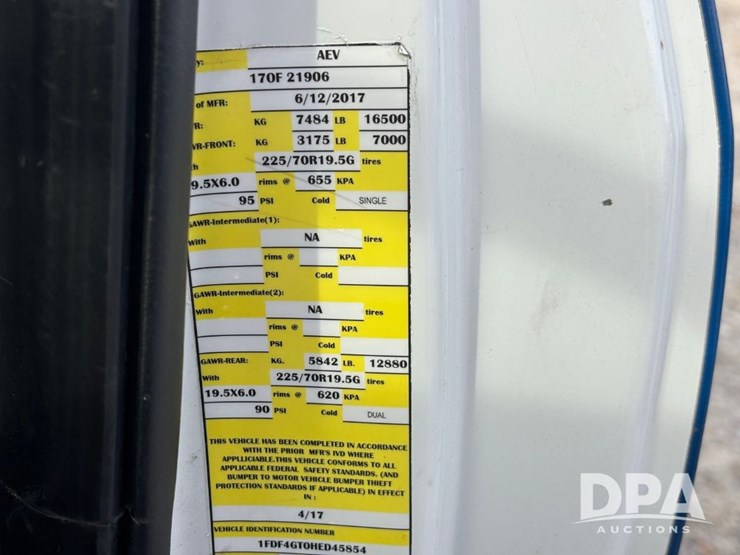 y: AEV
17OF 21906
of MFR: 6/12/2017
R: KG 7484 LB 16500
WR-FRONT: KG 3175 LB 7000
h 225/70R19.5G tires
9.5X6.0 rims @ 655 KPA
95 PSI Cold SINGLE
GAWR-Intermediate(1):
With NA tires
rims @ KPA
PSI Cold
GAWR-Intermediate(2):
With NA tires
rims @ KPA
PSI Cold
GAWR-REAR: KG. 5842 LB. 12880
With 225/70R19.5G tires
19.5X6.0 rims @ 620 KPA
90 PSI Cold DUAL
THIS VEHICLE HAS BEEN COMPLETED IN ACCORDANCE
WITH THE PRIOR MFR'S IVD WHERE
APPLLICIABLE.THIS VEHICLE CONFORMS TO ALL
APPLICABLE FEDERAL SAFETY STANDARDS, (AND
BUMPER TO MOTOR VEHICLE BUMPER THEFT
PROTECTION STANDARDS IF APPLICABLE) IN EFFECT
IN :
4/17
VEHICLE IDENTIFICATION NUMBER
1FDF4GT0HED45854
DPA
AUCTIONS